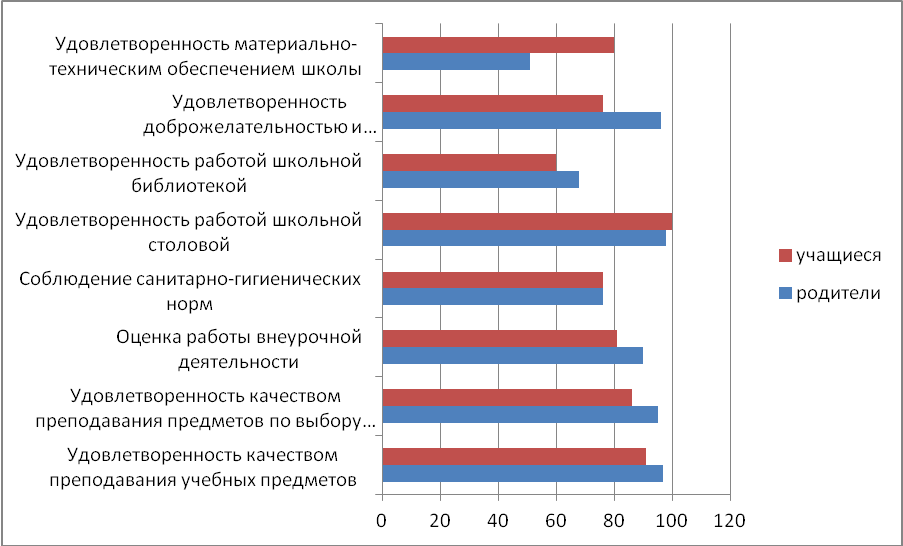 Удовлетворенность материально-
техническим обеспечением школы
Удовлетворенность
доброжелательностью и...
Удовлетворенность работой школьной
библиотекой
Удовлетворенность работой школьной
столовой
Соблюдение санитарно-гигиенических
норм
Оценка работы внеурочной
деятельности
Удовлетворенность качеством
преподавания предметов по выбору...
Удовлетворенность качеством
преподавания учебных предметов
0 20 40 60 80 100 120
учащиеся
родители